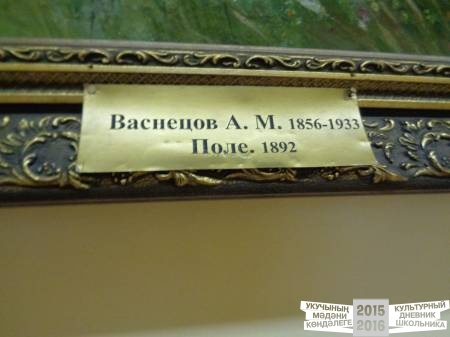 Васнецов А. М. 1856-1933
Поле. 1892
УКУЧЫНЫҢ
МӘДӘНИ
КӨНДӘЛЕГЕ
2015
2016
КУЛЬТУРНЫЙ
ДНЕВНИК
ШКОЛЬНИКА